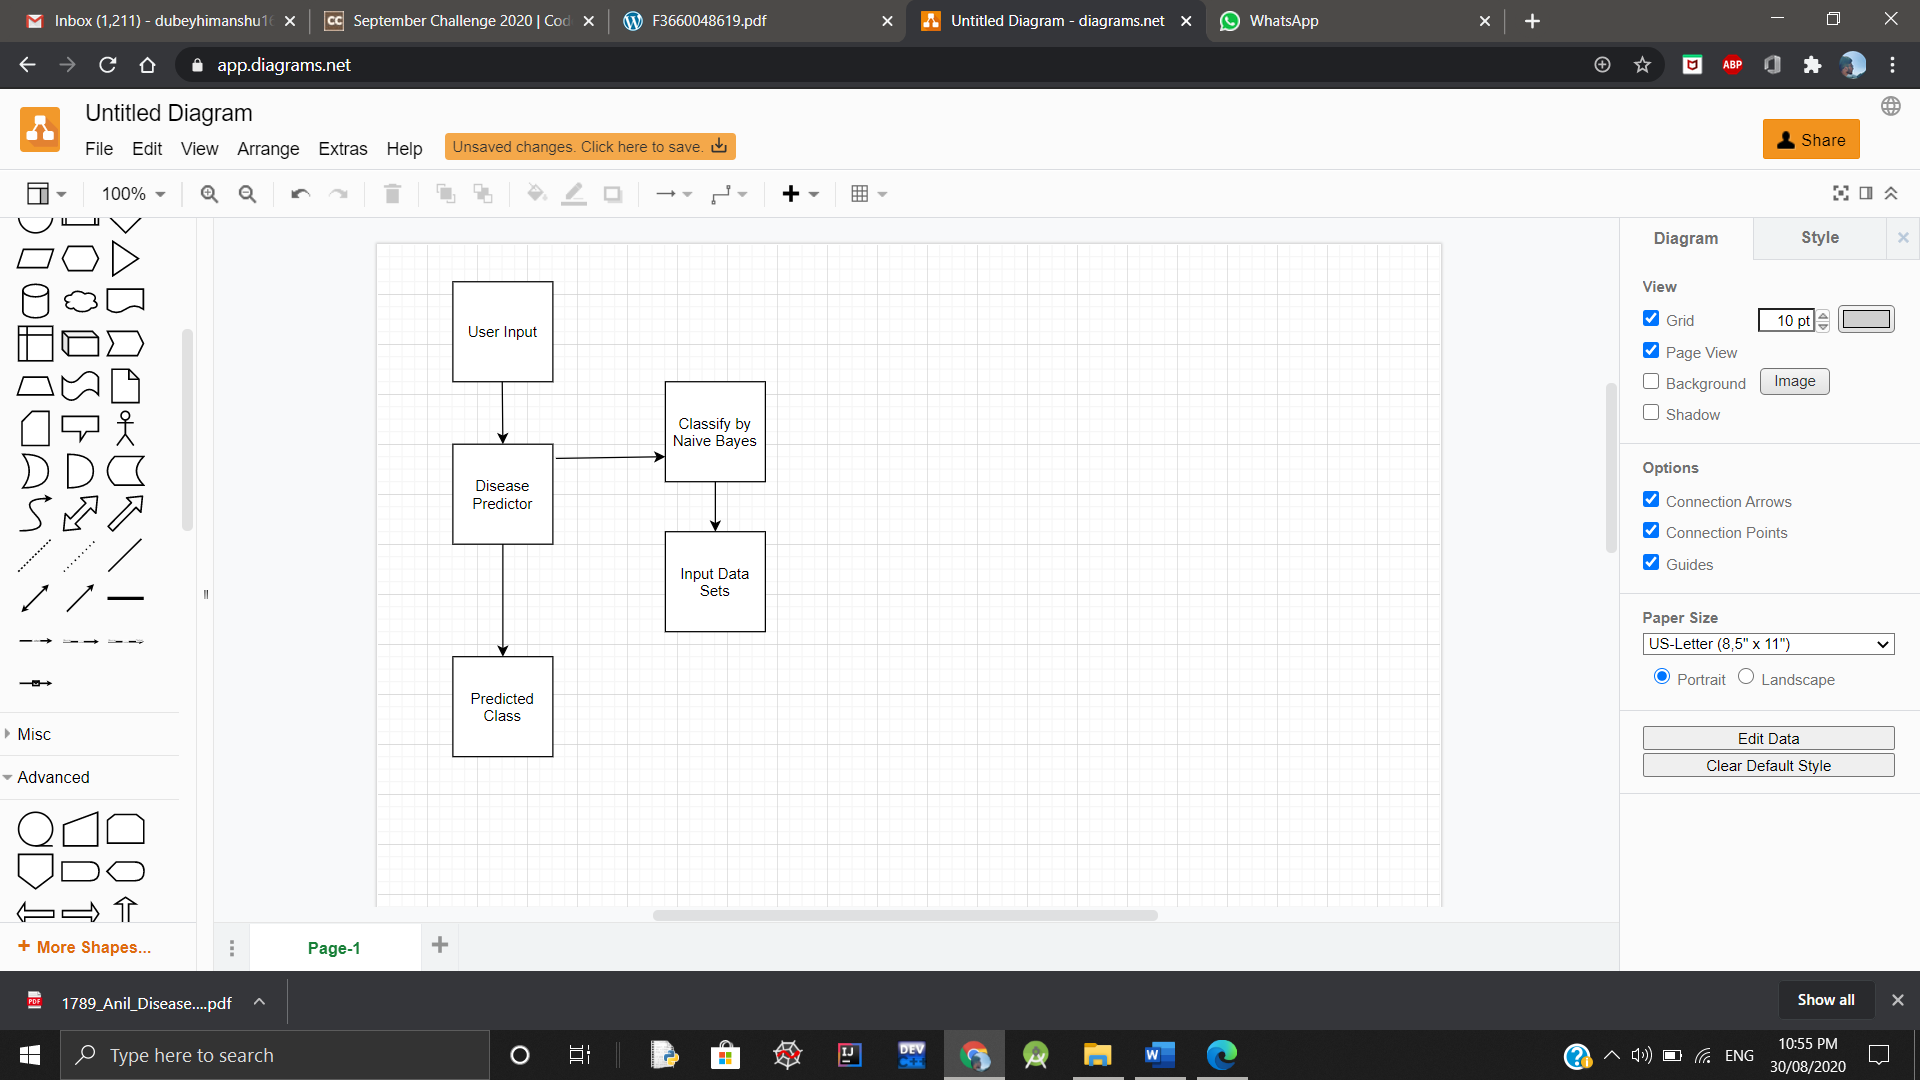 Inbox (1,211) - dubeyhimanshu16
September Challenge 2020 | Cod
F3660048619.pdf
Untitled Diagram - diagrams.net
WhatsApp
app.diagrams.net
ABP
Untitled Diagram
File Edit View Arrange Extras Help
Unsaved changes. Click here to save.
Share
100%
Diagram
Style
View
Grid
10 pt
Page View
Background
Image
Shadow
Options
Connection Arrows
Connection Points
Guides
Paper Size
US-Letter (8,5" x 11")
Portrait
Landscape
Edit Data
Clear Default Style
User Input
Classify by
Naive Bayes
Disease
Predictor
Input Data
Sets
Predicted
Class
Misc
Advanced
+ More Shapes...
Page-1
PDF
1789_Anil_Disease....pdf
Show all
Type here to search
IJ
DEV
C++
W
ENG
10:55 PM
30/08/2020